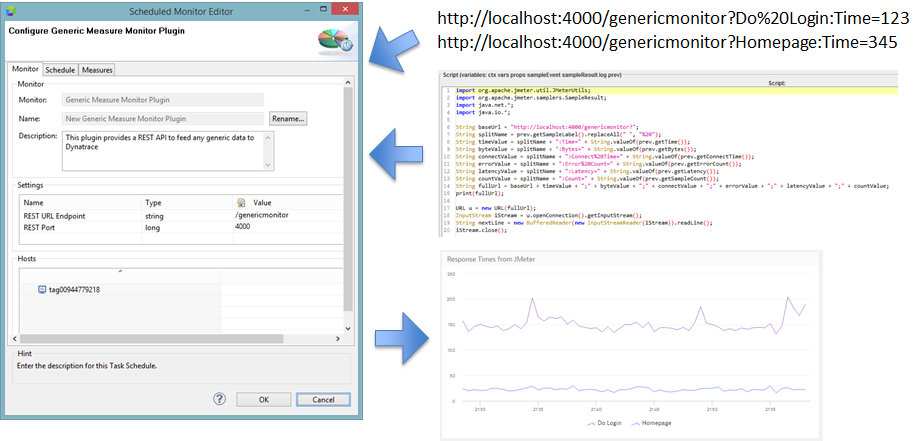 Scheduled Monitor Editor
Configure Generic Measure Monitor Plugin
Monitor Schedule Measures
Monitor
Monitor: Generic Measure Monitor Plugin
Name: New Generic Measure Monitor Plugin Rename...
Description: This plugin provides a REST API to feed any generic data to
Dynatrace
Settings
Name Type Value
REST URL Endpoint string /genericmonitor
REST Port long 4000
Hosts
tag00944779218
Hint
Enter the description for this Task Schedule.
OK Cancel
http://localhost:4000/genericmonitor?Do%20Login:Time=123
http://localhost:4000/genericmonitor?Homepage:Time=345
Script (variables: ctx vars props sampleEvent sampleResult log prev)
Script:
1 import org.apache.jmeter.util.JMeterUtils;
2 import org.apache.jmeter.samplers.SampleResult;
3 import java.net.*;
4 import java.io.*;
5
6 String baseUrl = "http://localhost:4000/genericmonitor?";
7 String splitName = prev.getSampleLabel().replaceAll(" ", "%20");
8 String timeValue = splitName + ":Time=" + String.valueOf(prev.getTime());
9 String byteValue = splitName + ":Bytes=" + String.valueOf(prev.getBytes());
10 String connectValue = splitName + ":Connect%20Time=" + String.valueOf(prev.getConnectTime());
11 String errorValue = splitName + ":Error%20Count=" + String.valueOf(prev.getErrorCount());
12 String latencyValue = splitName + ":Latency=" + String.valueOf(prev.getLatency());
13 String countValue = splitName + ":Count=" + String.valueOf(prev.getSampleCount());
14 String fullUrl = baseUrl + timeValue + ";" + byteValue + ";" + connectValue + ";" + errorValue + ";" + latencyValue + ";" + countValue;
15 print(fullUrl);
16
17 URL u = new URL(fullUrl);
18 InputStream iStream = u.openConnection().getInputStream();
19 String nextLine = new BufferedReader(new InputStreamReader(iStream)).readLine();
20 iStream.close();
Response Times from JMeter
250
200
150
100
50
0
21:30 21:35 21:40 21:45 21:50 21:55
Do Login Homepage